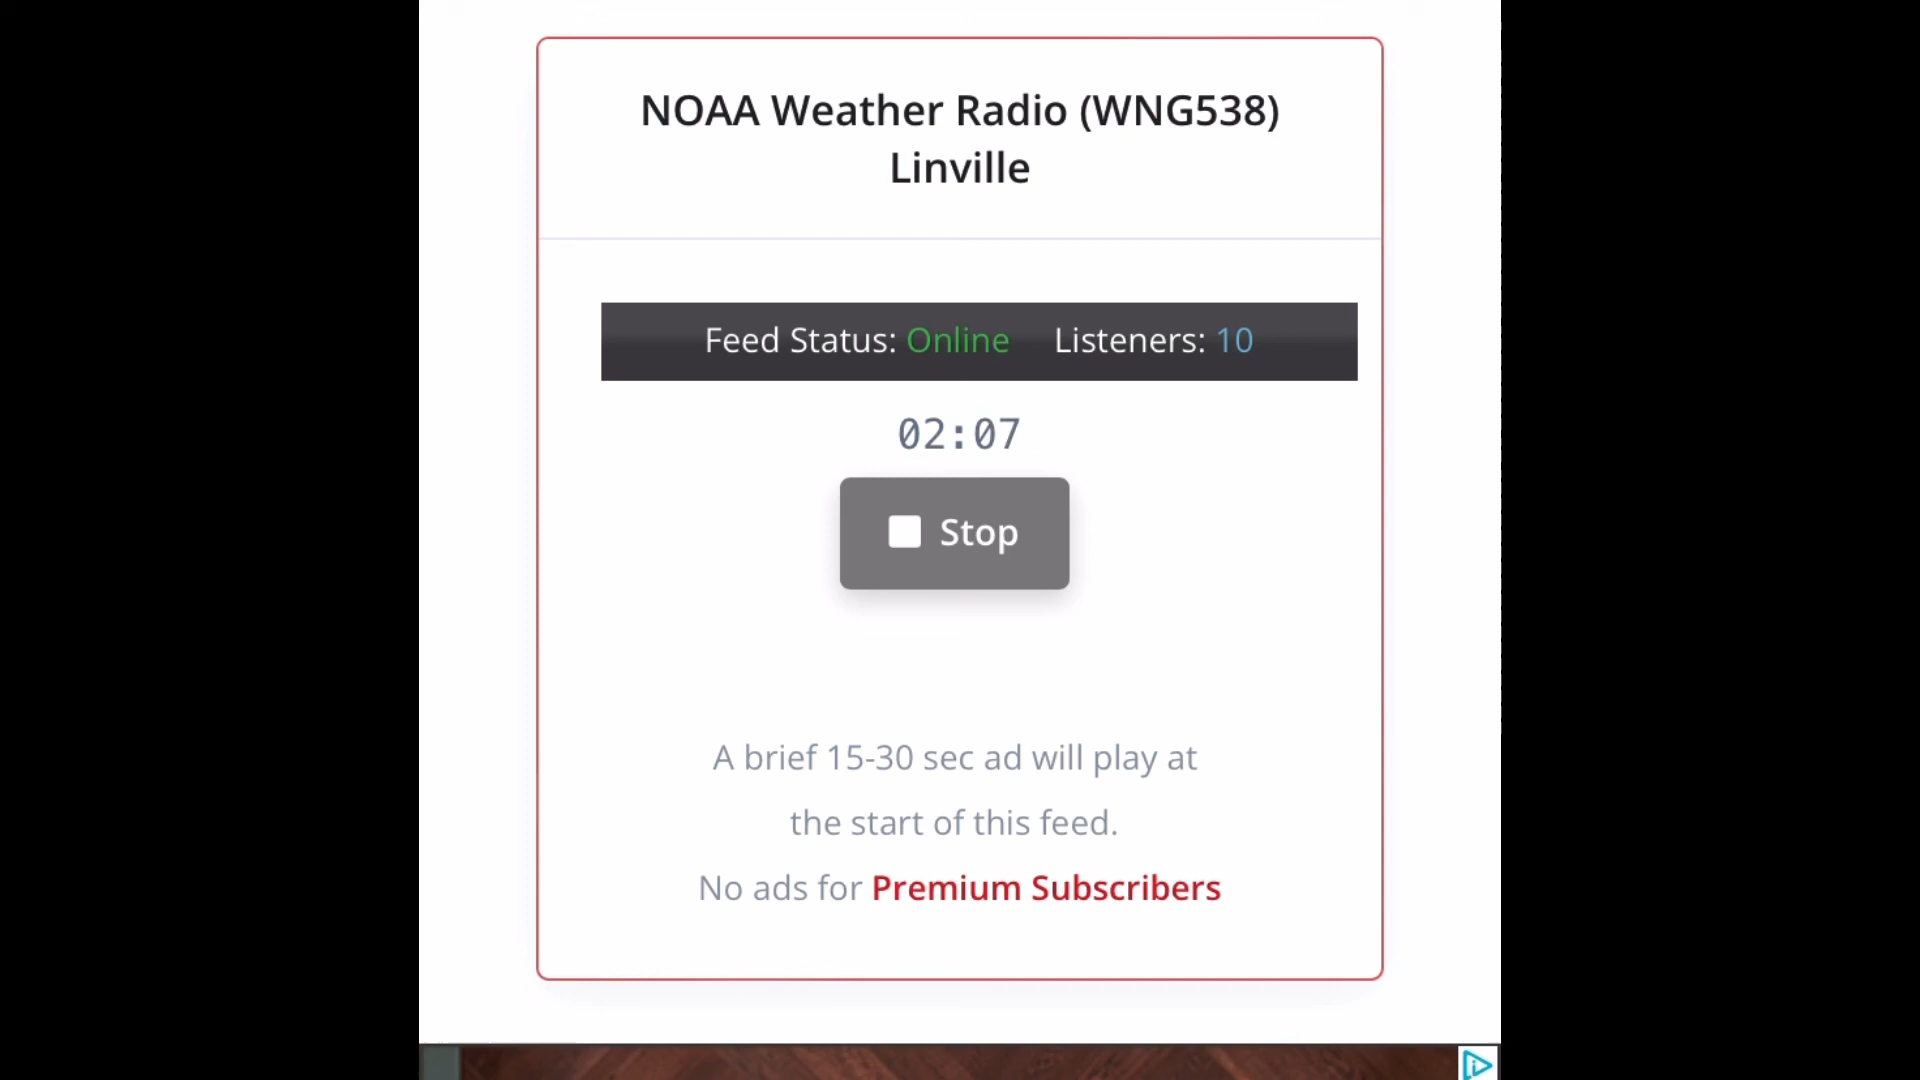 NOAA Weather Radio (WNG538)
Linville
Feed Status: Online Listeners: 10
02:07
Stop
A brief 15-30 sec ad will play at
the start of this feed.
No ads for Premium Subscribers